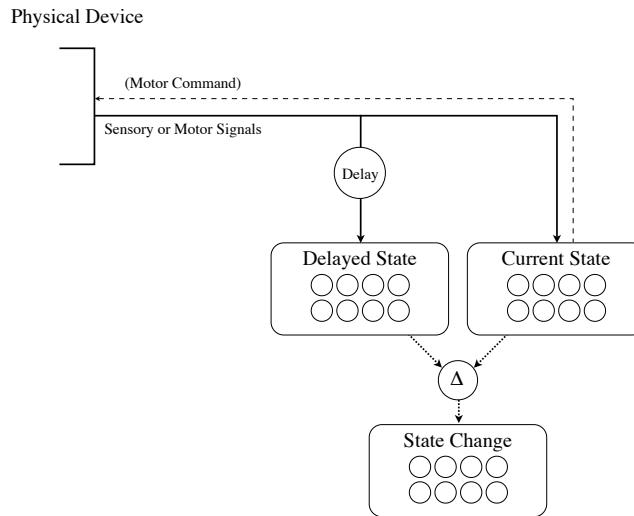 Physical Device
(Motor Command)
Sensory or Motor Signals
Delay
Delayed State
Current State
Δ
State Change